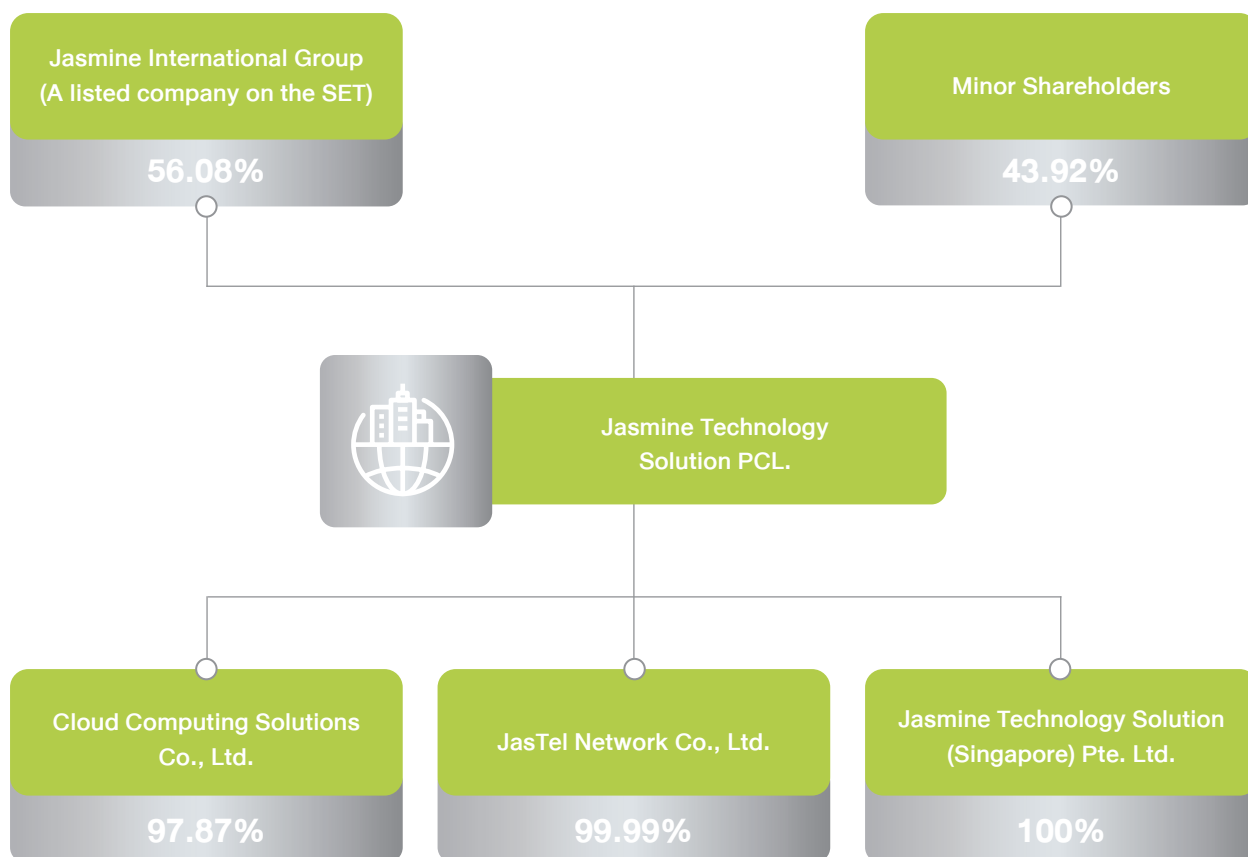 Jasmine International Group
(A listed company on the SET)
56.08%
Minor Shareholders
43.92%
Jasmine Technology
Solution PCL.
Cloud Computing Solutions
Co., Ltd.
97.87%
JasTel Network Co., Ltd.
99.99%
Jasmine Technology Solution
(Singapore) Pte. Ltd.
100%